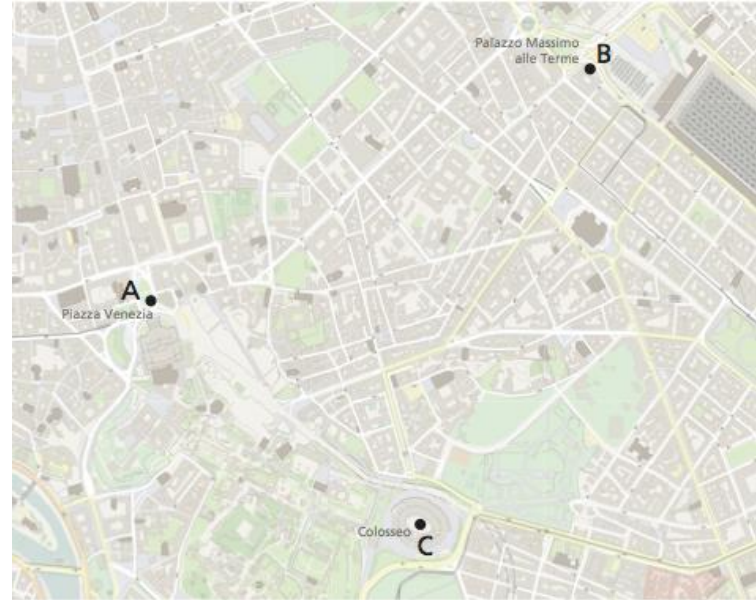 Palazzo Massimo
alle Terme
B
A
Piazza Venezia
Colosseo
C